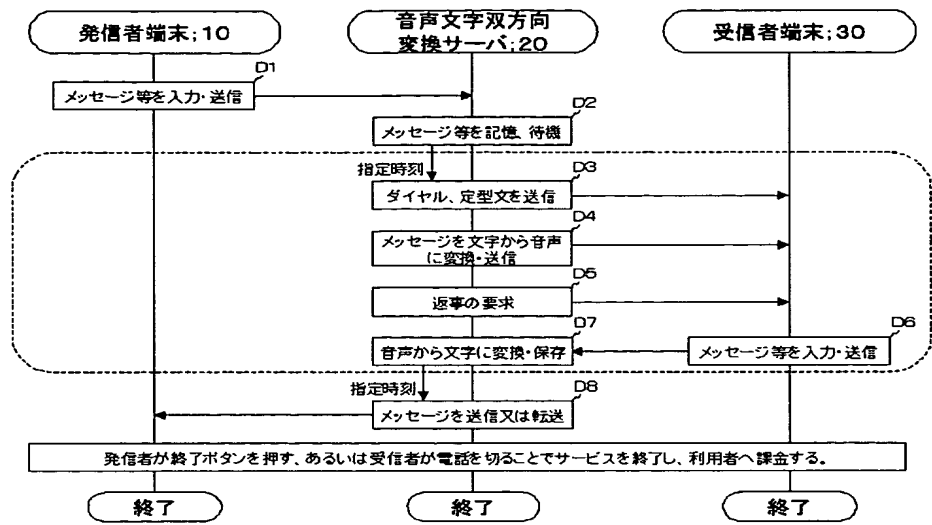 発信者端末;10
音声文字双方向
変換サーバ;20
受信者端末;30
D1
メッセージ等を入力・送信
D2
メッセージ等を記憶、待機
指定時刻
D3
ダイヤル、定型文を送信
D4
メッセージを文字から音声
に変換・送信
D5
返事の要求
D7
音声から文字に変換・保存
D6
メッセージ等を入力・送信
指定時刻
D8
メッセージを送信又は転送
発信者が終了ボタンを押す、あるいは受信者が電話を切ることでサービスを終了し、利用者へ課金する。
終了
終了
終了